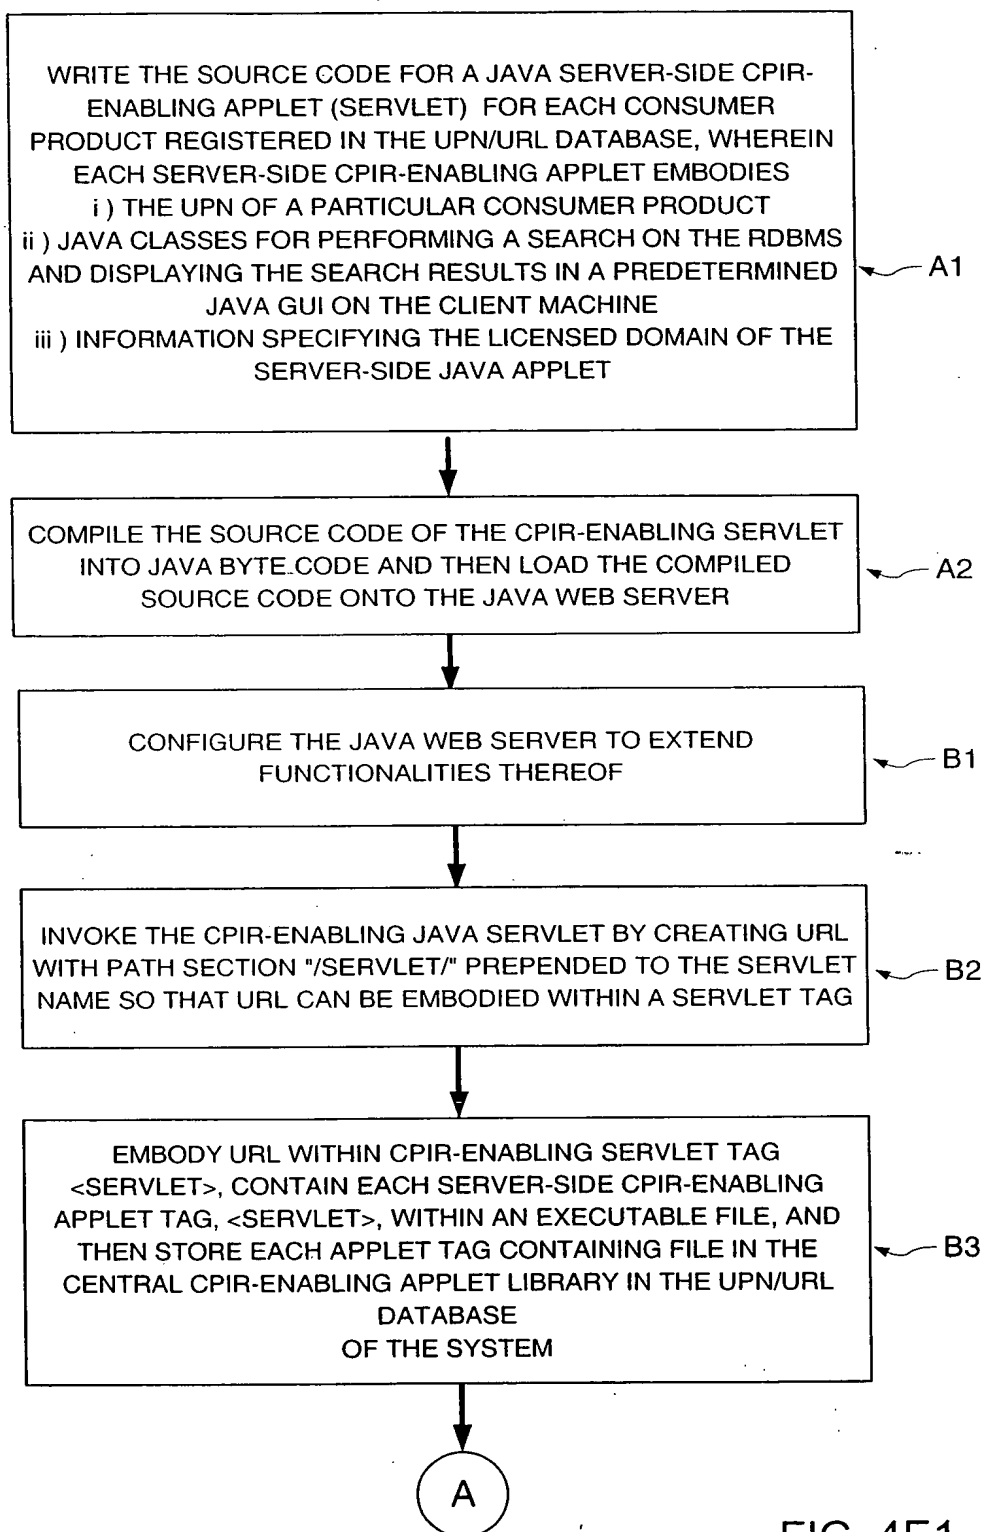 WRITE THE SOURCE CODE FOR A JAVA SERVER-SIDE CPIR-
ENABLING APPLET (SERVLET) FOR EACH CONSUMER
PRODUCT REGISTERED IN THE UPN/URL DATABASE, WHEREIN
EACH SERVER-SIDE CPIR-ENABLING APPLET EMBODIES
i ) THE UPN OF A PARTICULAR CONSUMER PRODUCT
ii ) JAVA CLASSES FOR PERFORMING A SEARCH ON THE RDBMS
AND DISPLAYING THE SEARCH RESULTS IN A PREDETERMINED
JAVA GUI ON THE CLIENT MACHINE
iii ) INFORMATION SPECIFYING THE LICENSED DOMAIN OF THE
SERVER-SIDE JAVA APPLET
A1
COMPILE THE SOURCE CODE OF THE CPIR-ENABLING SERVLET
INTO JAVA BYTE CODE AND THEN LOAD THE COMPILED
SOURCE CODE ONTO THE JAVA WEB SERVER
A2
CONFIGURE THE JAVA WEB SERVER TO EXTEND
FUNCTIONALITIES THEREOF
B1
INVOKE THE CPIR-ENABLING JAVA SERVLET BY CREATING URL
WITH PATH SECTION "/SERVLET/" PREPENDED TO THE SERVLET
NAME SO THAT URL CAN BE EMBODIED WITHIN A SERVLET TAG
B2
EMBODY URL WITHIN CPIR-ENABLING SERVLET TAG
<SERVLET>, CONTAIN EACH SERVER-SIDE CPIR-ENABLING
APPLET TAG, <SERVLET>, WITHIN AN EXECUTABLE FILE, AND
THEN STORE EACH APPLET TAG CONTAINING FILE IN THE
CENTRAL CPIR-ENABLING APPLET LIBRARY IN THE UPN/URL
DATABASE
OF THE SYSTEM
B3
A
FIG. 4E1